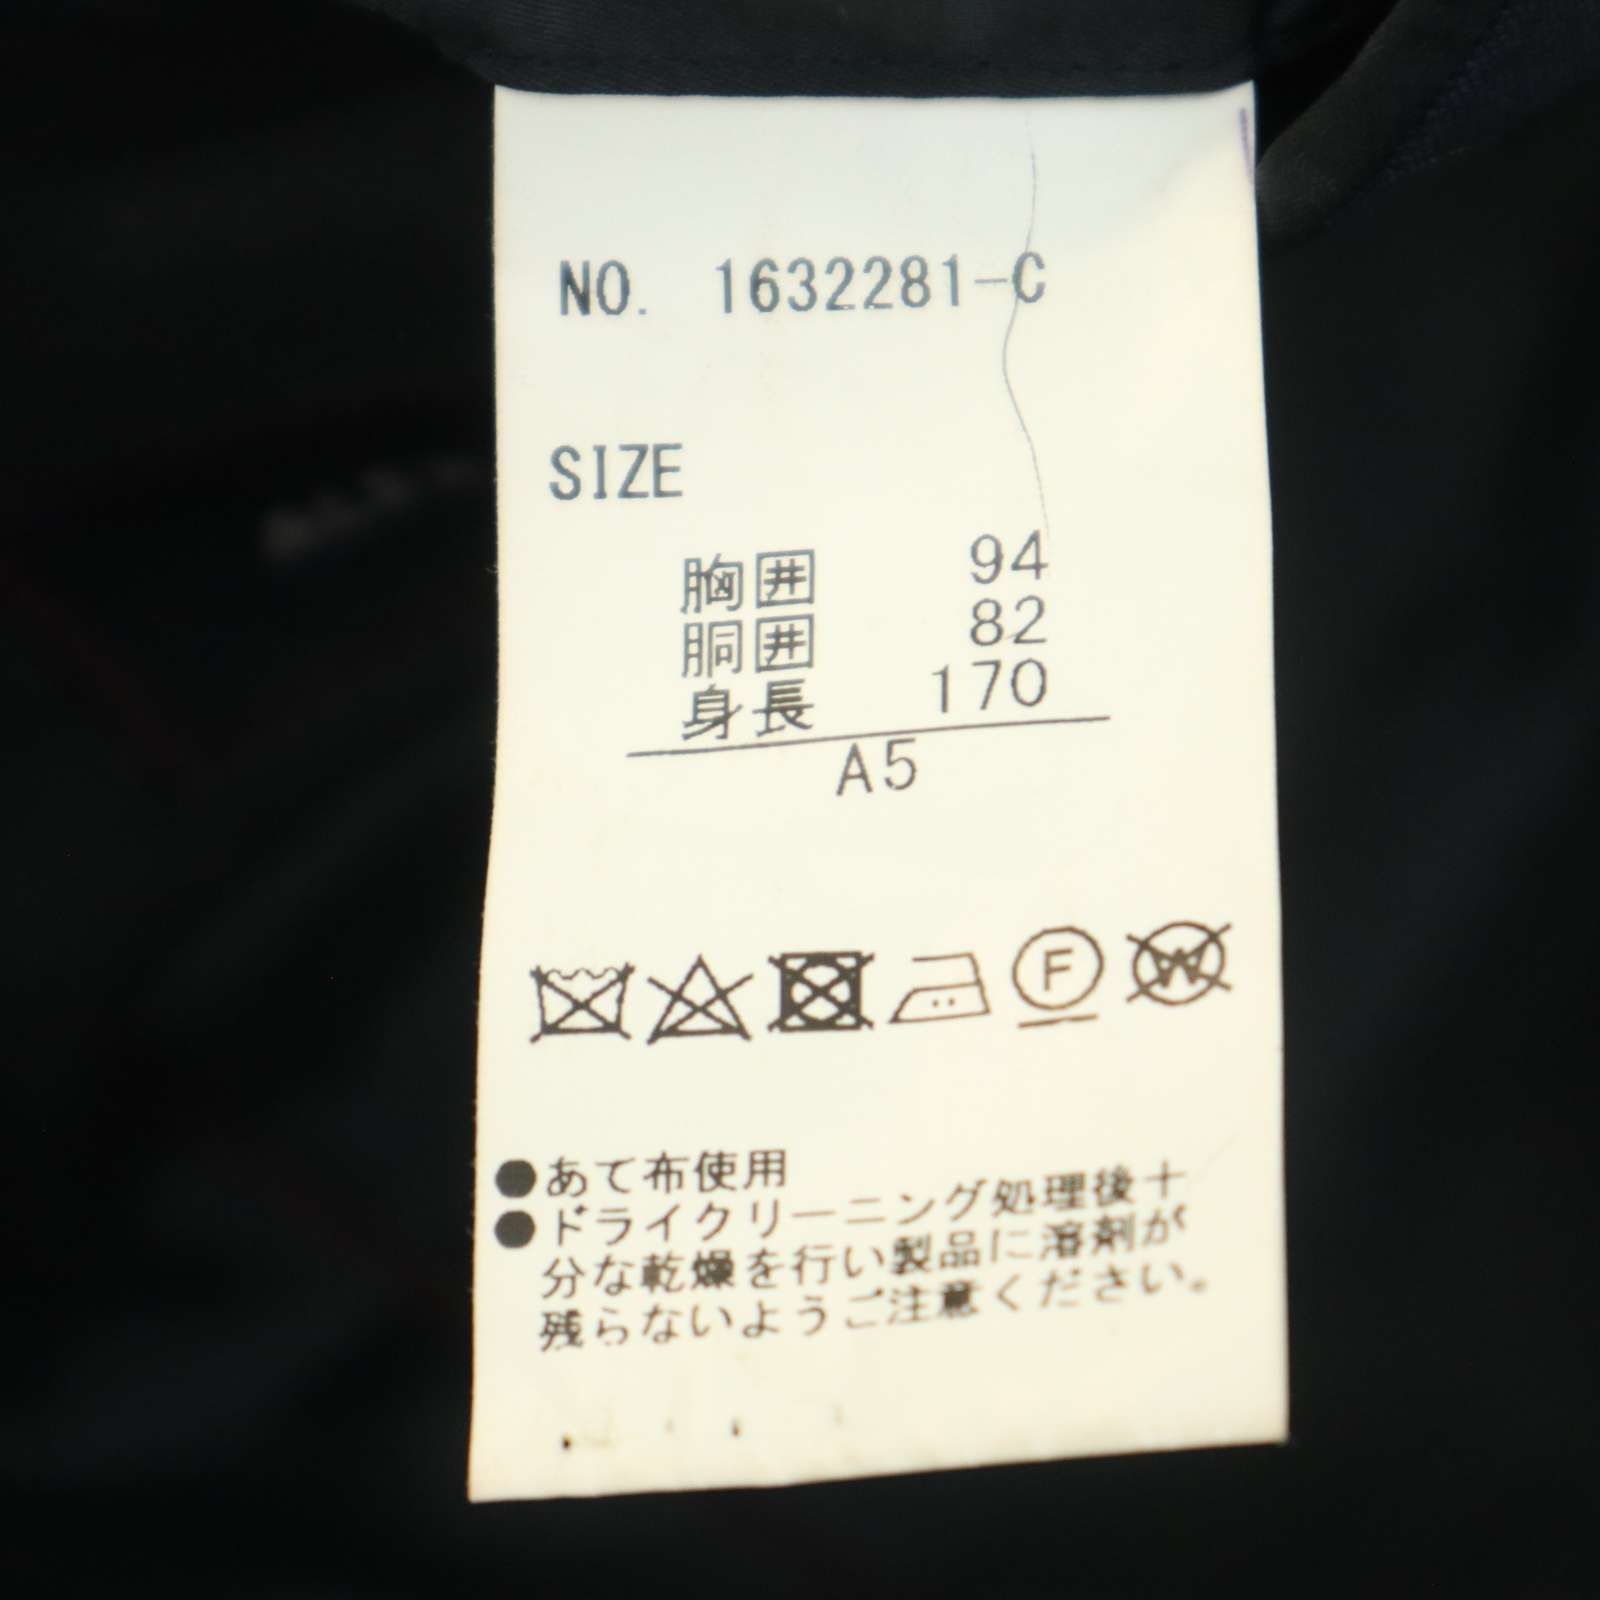 NO. 1632281-C
SIZE
胸囲 94
胴囲 82
身長 170
A5
F
W
●あて布使用
●ドライクリーニング処理後十
分な乾燥を行い製品に溶剤が
残らないようご注意ください。